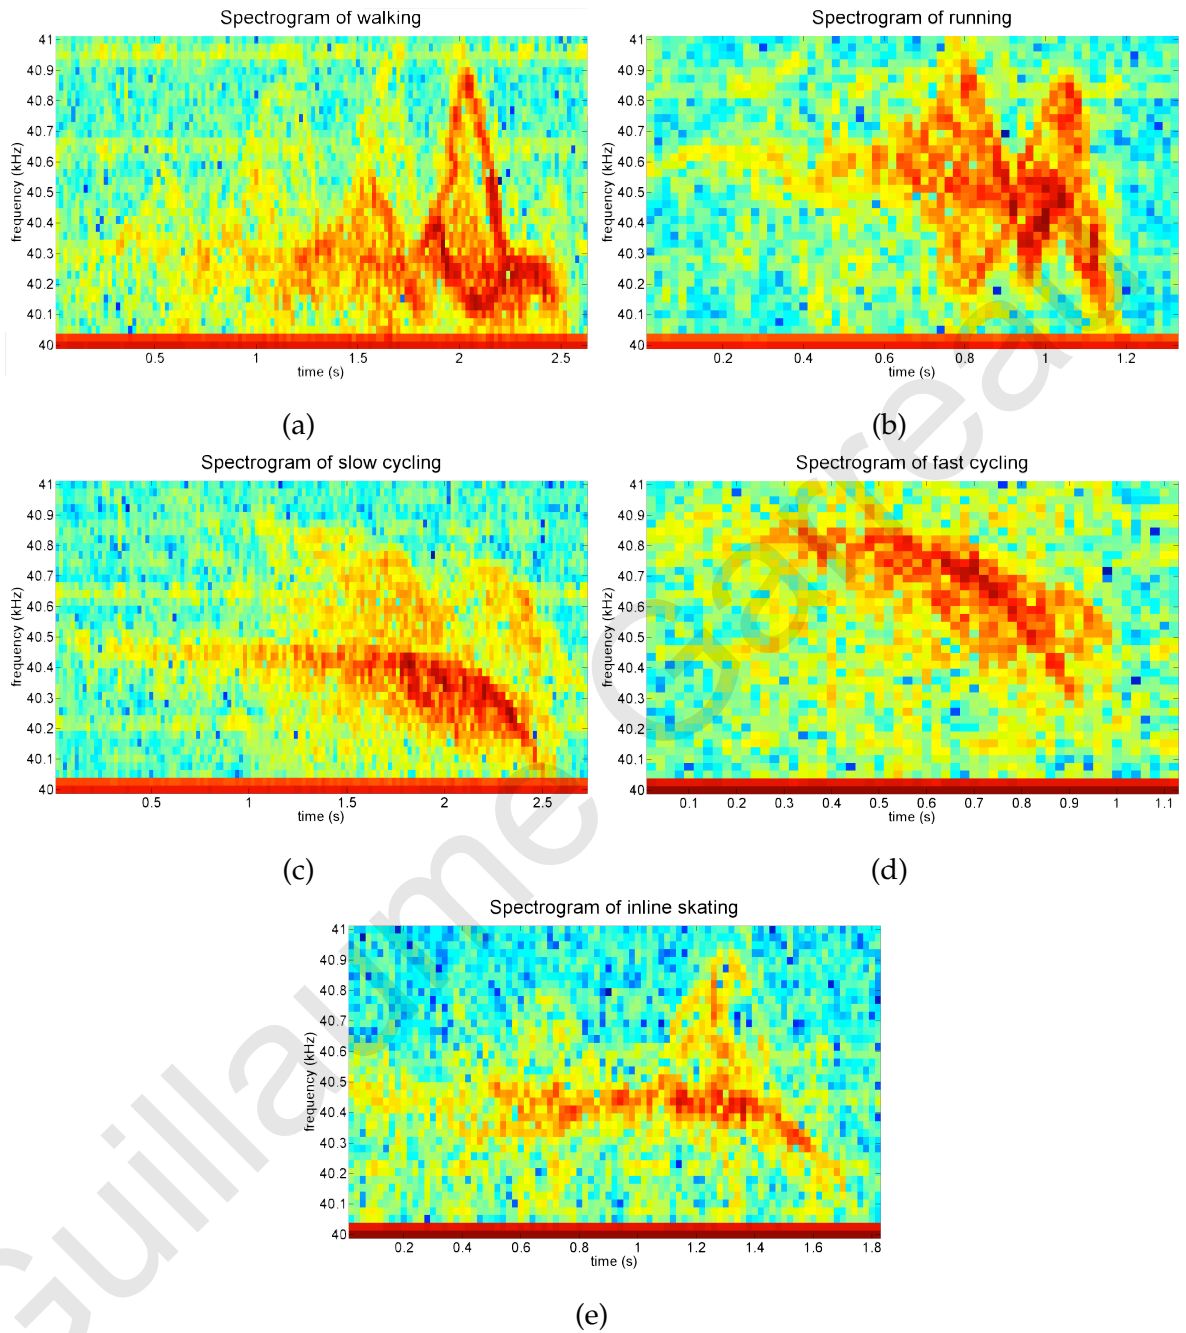 Spectrogram of walking
41
40.9
40.8
40.7
40.6
40.5
40.4
40.3
40.2
40.1
40
frequency (kHz)
0.5 1 1.5 2 2.5
time (s)
(a)
Spectrogram of running
41
40.9
40.8
40.7
40.6
40.5
40.4
40.3
40.2
40.1
40
frequency (kHz)
0.2 0.4 0.6 0.8 1 1.2
time (s)
(b)
Spectrogram of slow cycling
41
40.9
40.8
40.7
40.6
40.5
40.4
40.3
40.2
40.1
40
frequency (kHz)
0.5 1 1.5 2 2.5
time (s)
(c)
Spectrogram of fast cycling
41
40.9
40.8
40.7
40.6
40.5
40.4
40.3
40.2
40.1
40
frequency (kHz)
0.1 0.2 0.3 0.4 0.5 0.6 0.7 0.8 0.9 1 1.1
time (s)
(d)
Spectrogram of inline skating
41
40.9
40.8
40.7
40.6
40.5
40.4
40.3
40.2
40.1
40
frequency (kHz)
0.2 0.4 0.6 0.8 1 1.2 1.4 1.6 1.8
time (s)
(e)
Guillaume Garreau